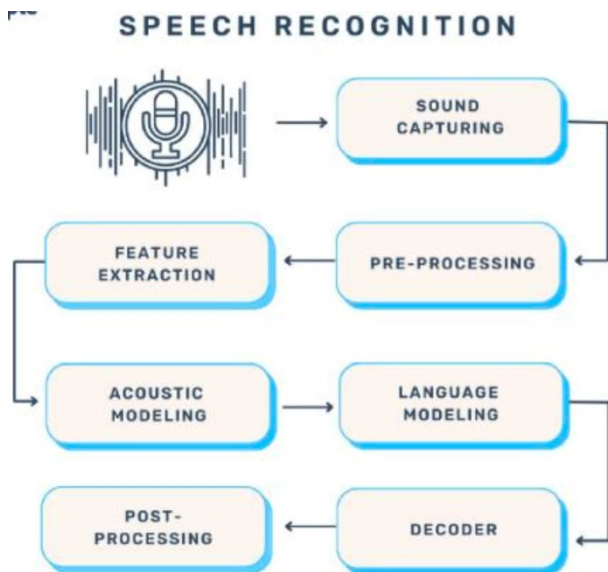 SPEECH RECOGNITION
SOUND
CAPTURING
PRE-PROCESSING
FEATURE
EXTRACTION
ACOUSTIC
MODELING
LANGUAGE
MODELING
DECODER
POST-
PROCESSING